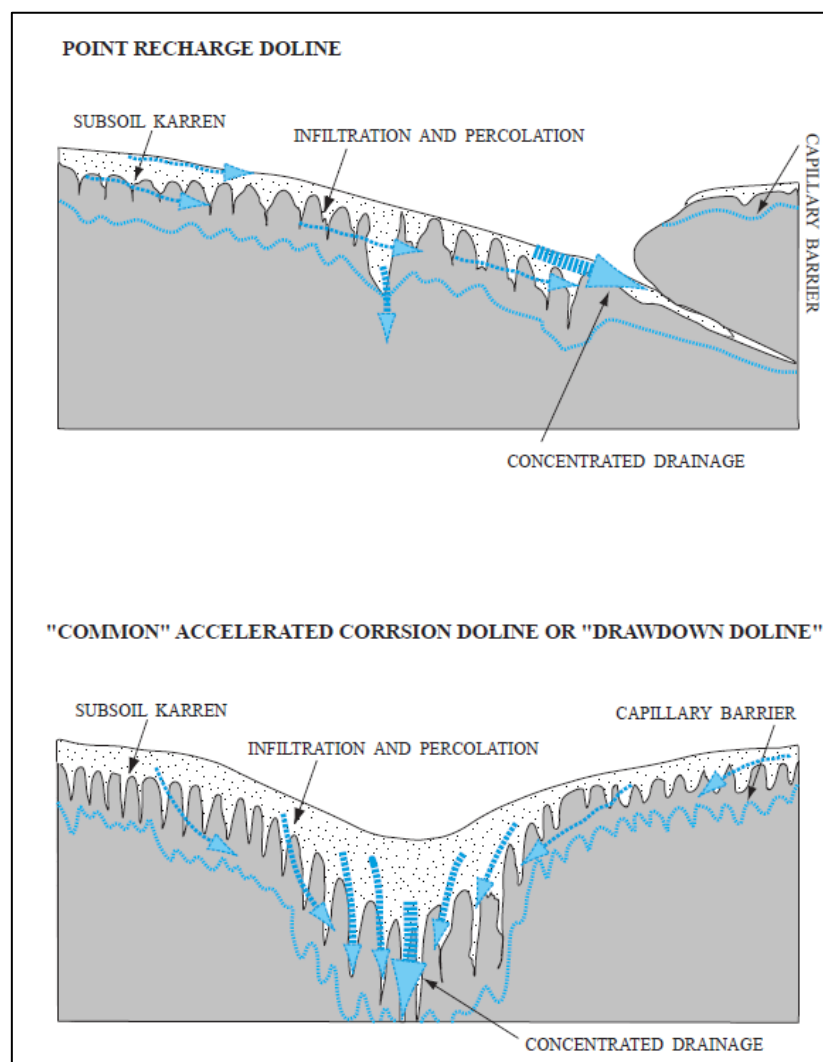 POINT RECHARGE DOLINE
SUBSOIL KARREN
INFILTRATION AND PERCOLATION
CAPILLARY BARRIER
CONCENTRATED DRAINAGE
"COMMON" ACCELERATED CORRSION DOLINE OR "DRAWDOWN DOLINE"
SUBSOIL KARREN
CAPILLARY BARRIER
INFILTRATION AND PERCOLATION
CONCENTRATED DRAINAGE